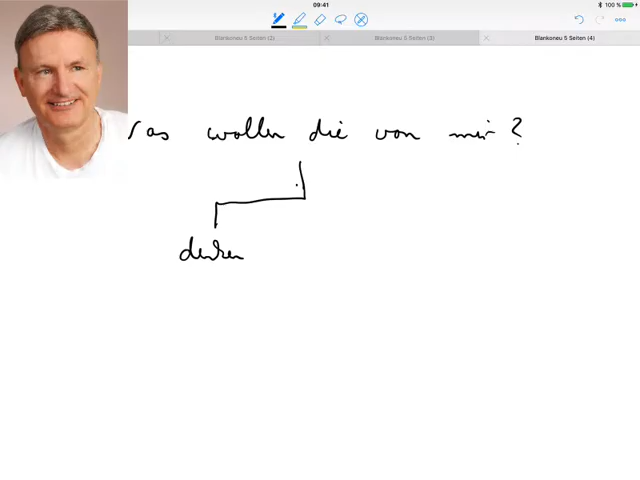 09:41
100 %
Blankoneu 5 Seiten (2)
Blankoneu 5 Seiten (3)
Blankoneu 5 Seiten (4)
as wollen die von mir ?
denken